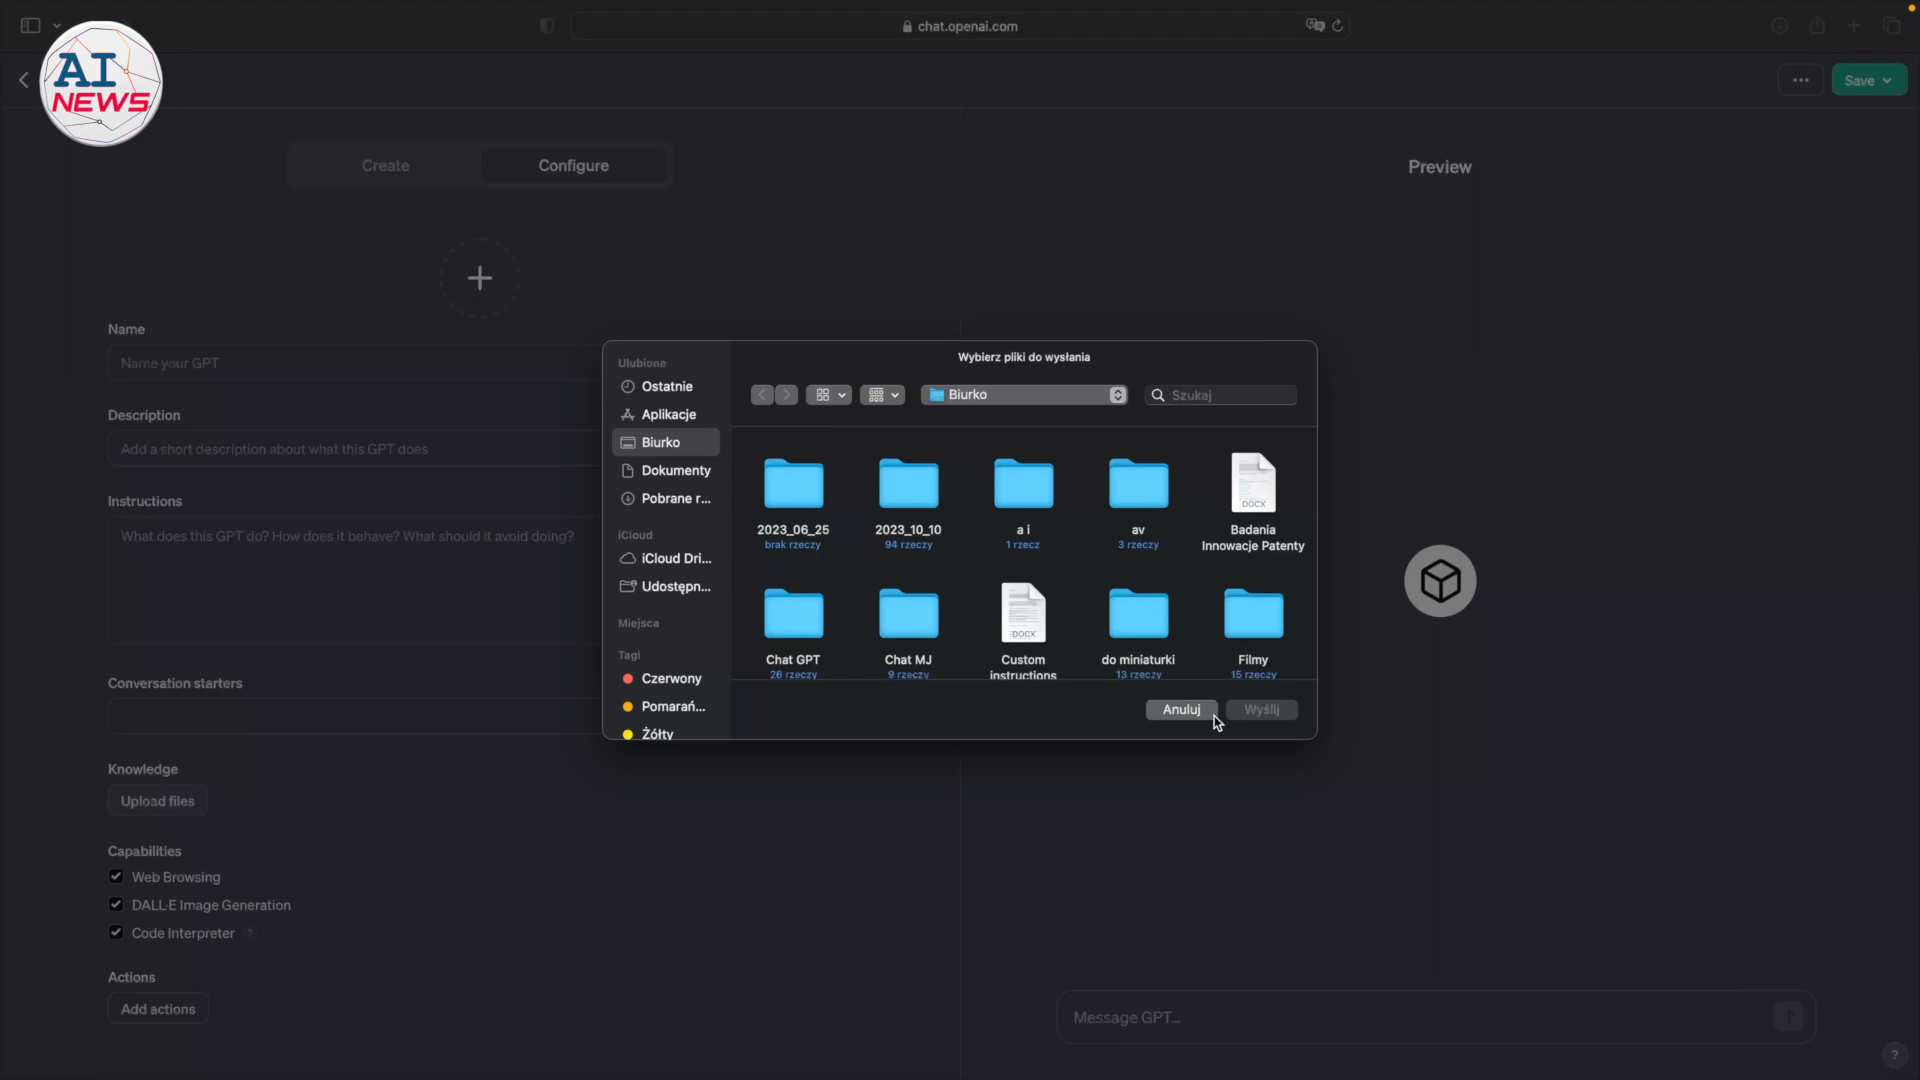 chat.openai.com
AI
NEWS
Save
Create
Configure
Preview
Name
Name your GPT
Description
Add a short description about what this GPT does
Instructions
What does this GPT do? How does it behave? What should it avoid doing?
Conversation starters
Knowledge
Upload files
Capabilities
Web Browsing
DALL·E Image Generation
Code Interpreter ?
Actions
Add actions
Ulubione
Ostatnie
Aplikacje
Biurko
Dokumenty
Pobrane r...
iCloud
iCloud Dri...
Udostępn...
Miejsca
Tagi
Czerwony
Pomarań...
Żółty
Wybierz pliki do wysłania
Biurko
Szukaj
2023_06_25
brak rzeczy
2023_10_10
94 rzeczy
a i
1 rzecz
av
3 rzeczy
DOCX
Badania
Innowacje Patenty
Chat GPT
26 rzeczy
Chat MJ
9 rzeczy
DOCX
Custom
instructions
do miniaturki
13 rzeczy
Filmy
15 rzeczy
Anuluj
Wyślij
Message GPT...
?